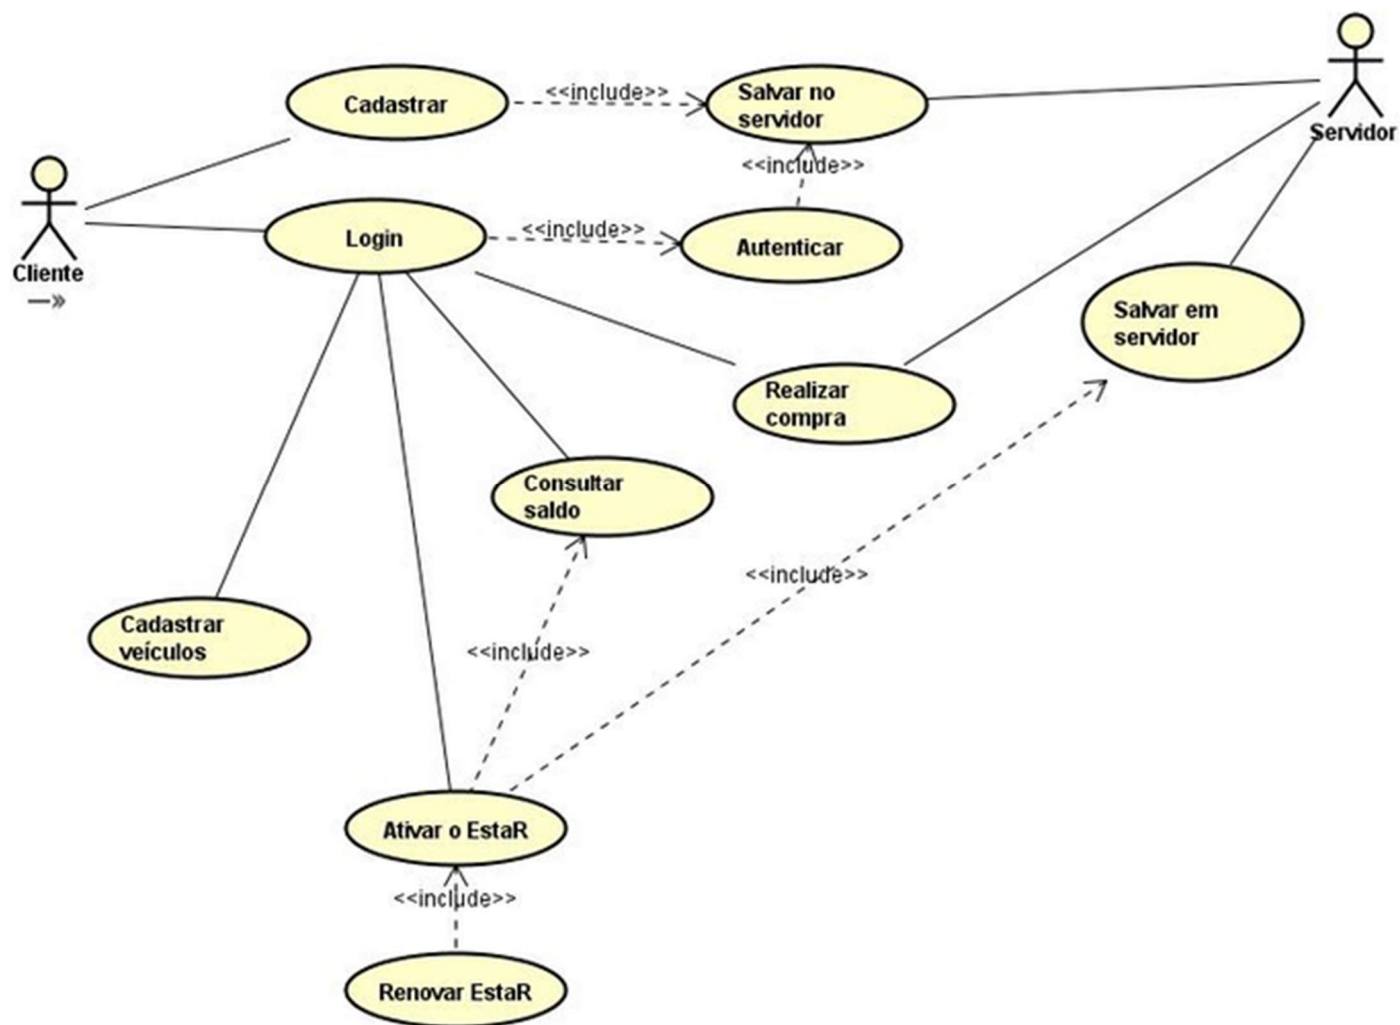 Cadastrar
<<include>>
Salvar no
servidor
Servidor
<<include>>
Cliente
Login
<<include>>
Autenticar
Salvar em
servidor
Realizar
compra
Consultar
saldo
<<include>>
Cadastrar
veículos
<<include>>
Ativar o EstaR
<<include>>
Renovar EstaR